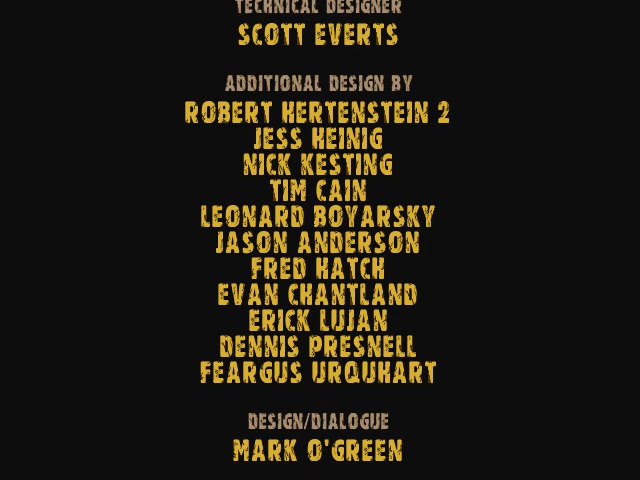 TECHNICAL DESIGNER
SCOTT EVERTS
ADDITIONAL DESIGN BY
ROBERT HERTENSTEIN 2
JESS HEINIG
NICK KESTING
TIM CAIN
LEONARD BOYARSKY
JASON ANDERSON
FRED HATCH
EVAN CHANTLAND
ERICK LUJAN
DENNIS PRESNELL
FEARGUS URQUHART
DESIGN/DIALOGUE
MARK O'GREEN